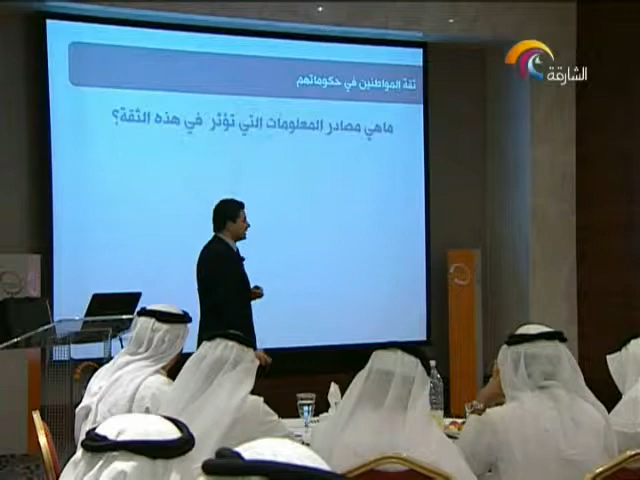 الشارقة
ثقة المواطنين في حكوماتهم
ماهي مصادر المعلومات التي تؤثر في هذه الثقة؟